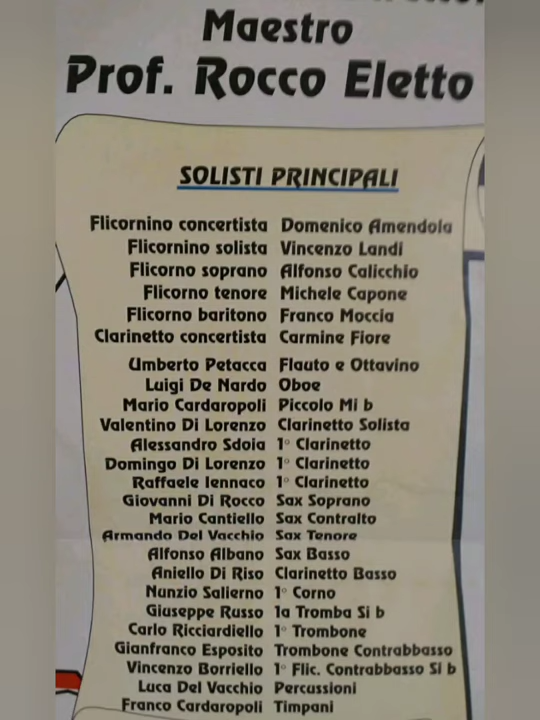 Maestro
Prof. Rocco Eletto
SOLISTI PRINCIPALI
Flicornino concertista Domenico Amendola
Flicornino solista Vincenzo Landi
Flicorno soprano Alfonso Calicchio
Flicorno tenore Michele Capone
Flicorno baritono Franco Moccia
Clarinetto concertista Carmine Fiore
Umberto Petacca Flauto e Ottavino
Luigi De Nardo Oboe
Mario Cardaropoli Piccolo Mi b
Valentino Di Lorenzo Clarinetto Solista
Alessandro Sdoia 1° Clarinetto
Domingo Di Lorenzo 1° Clarinetto
Raffaele Iennaco 1° Clarinetto
Giovanni Di Rocco Sax Soprano
Mario Cantiello Sax Contralto
Armando Del Vacchio Sax Tenore
Alfonso Albano Sax Basso
Aniello Di Riso Clarinetto Basso
Nunzio Salierno 1° Corno
Giuseppe Russo 1a Tromba Si b
Carlo Ricciardiello 1° Trombone
Gianfranco Esposito Trombone Contrabbasso
Vincenzo Borriello 1° Flic. Contrabbasso Si b
Luca Del Vacchio Percussioni
Franco Cardaropoli Timpani